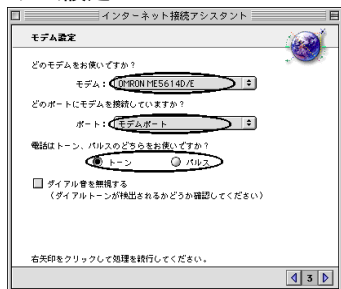 インターネット接続アシスタント
モデム設定
どのモデムをお使いですか？
モデム： OMRON ME5614D/E
どのポートにモデムを接続していますか？
ポート： モデムポート
電話はトーン、パルスのどちらをお使いですか？
トーン パルス
ダイアル音を無視する
（ダイアルトーンが検出されるかどうか確認してください）
右矢印をクリックして処理を続行してください。
3